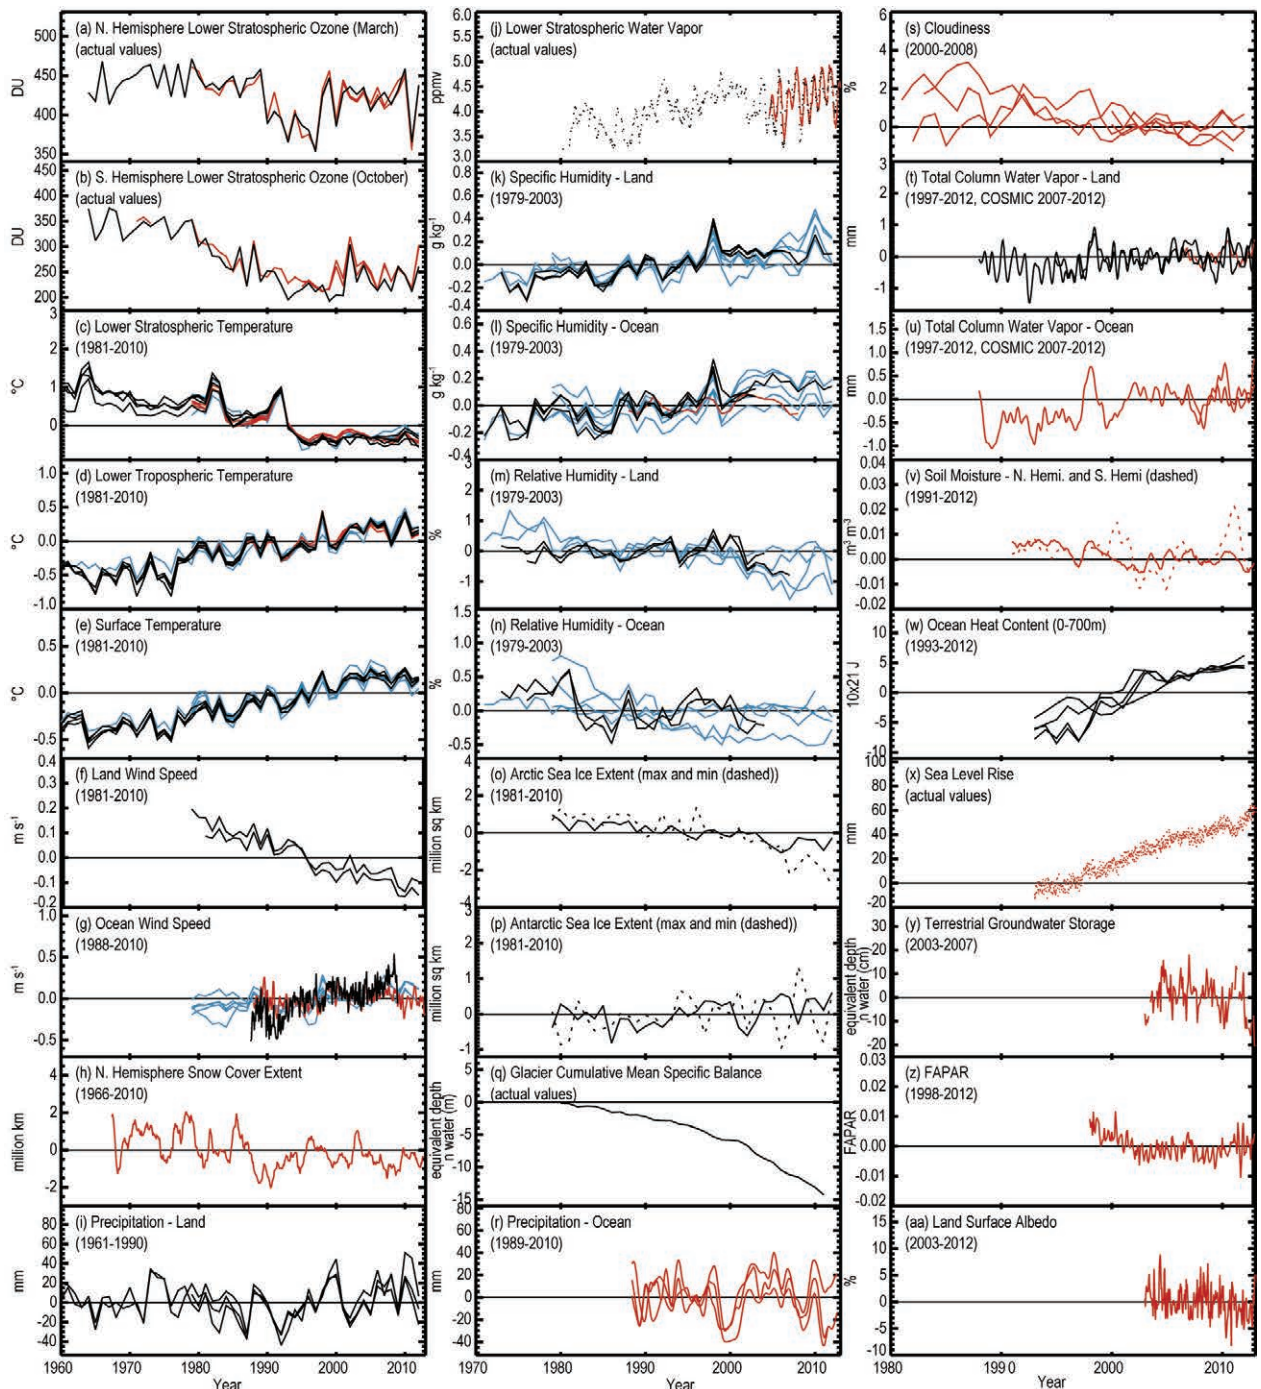 (a) N. Hemisphere Lower Stratospheric Ozone (March)
(actual values)
DU
500
450
400
350
(b) S. Hemisphere Lower Stratospheric Ozone (October)
(actual values)
DU
450
400
350
300
250
200
(c) Lower Stratospheric Temperature
(1981-2010)
°C
3
2
1
0
(d) Lower Tropospheric Temperature
(1981-2010)
°C
1.0
0.5
0.0
-0.5
-1.0
(e) Surface Temperature
(1981-2010)
°C
0.5
0.0
-0.5
(f) Land Wind Speed
(1981-2010)
m s-1
0.4
0.3
0.2
0.1
0.0
-0.1
-0.2
(g) Ocean Wind Speed
(1988-2010)
m s-1
1.0
0.5
0.0
-0.5
(h) N. Hemisphere Snow Cover Extent
(1966-2010)
million km
4
2
0
-2
(i) Precipitation - Land
(1961-1990)
mm
80
60
40
20
0
-20
-40
1960 1970 1980 1990 2000 2010
Year
(j) Lower Stratospheric Water Vapor
(actual values)
ppmv
6.0
5.5
5.0
4.5
4.0
3.5
3.0
(k) Specific Humidity - Land
(1979-2003)
g kg-1
0.8
0.6
0.4
0.2
0.0
-0.2
-0.4
(l) Specific Humidity - Ocean
(1979-2003)
g kg-1
0.6
0.4
0.2
0.0
-0.2
-0.4
(m) Relative Humidity - Land
(1979-2003)
%
3
2
1
0
-1
(n) Relative Humidity - Ocean
(1979-2003)
%
1.5
1.0
0.5
0.0
-0.5
(o) Arctic Sea Ice Extent (max and min (dashed))
(1981-2010)
million sq km
4
2
0
-2
-4
(p) Antarctic Sea Ice Extent (max and min (dashed))
(1981-2010)
million sq km
3
2
1
0
-1
(q) Glacier Cumulative Mean Specific Balance
(actual values)
equivalent depth
n water (m)
5
0
-5
-10
-15
(r) Precipitation - Ocean
(1989-2010)
mm
80
60
40
20
0
-20
-40
1970 1980 1990 2000 2010
Year
(s) Cloudiness
(2000-2008)
%
6
4
2
0
(t) Total Column Water Vapor - Land
(1997-2012, COSMIC 2007-2012)
mm
3
2
1
0
-1
(u) Total Column Water Vapor - Ocean
(1997-2012, COSMIC 2007-2012)
mm
1.5
1.0
0.5
0.0
-0.5
-1.0
(v) Soil Moisture - N. Hemi. and S. Hemi (dashed)
(1991-2012)
m3 m-3
0.04
0.03
0.02
0.01
0.00
-0.01
-0.02
(w) Ocean Heat Content (0-700m)
(1993-2012)
10x21 J
10
5
0
-5
-10
(x) Sea Level Rise
(actual values)
mm
100
80
60
40
20
0
(y) Terrestrial Groundwater Storage
(2003-2007)
equivalent depth
n water (cm)
30
20
10
0
-10
-20
(z) FAPAR
(1998-2012)
FAPAR
0.03
0.02
0.010
0.00
-0.01
-0.02
(aa) Land Surface Albedo
(2003-2012)
%
15
10
5
0
-5
-10
1980 1990 2000 2010
Year